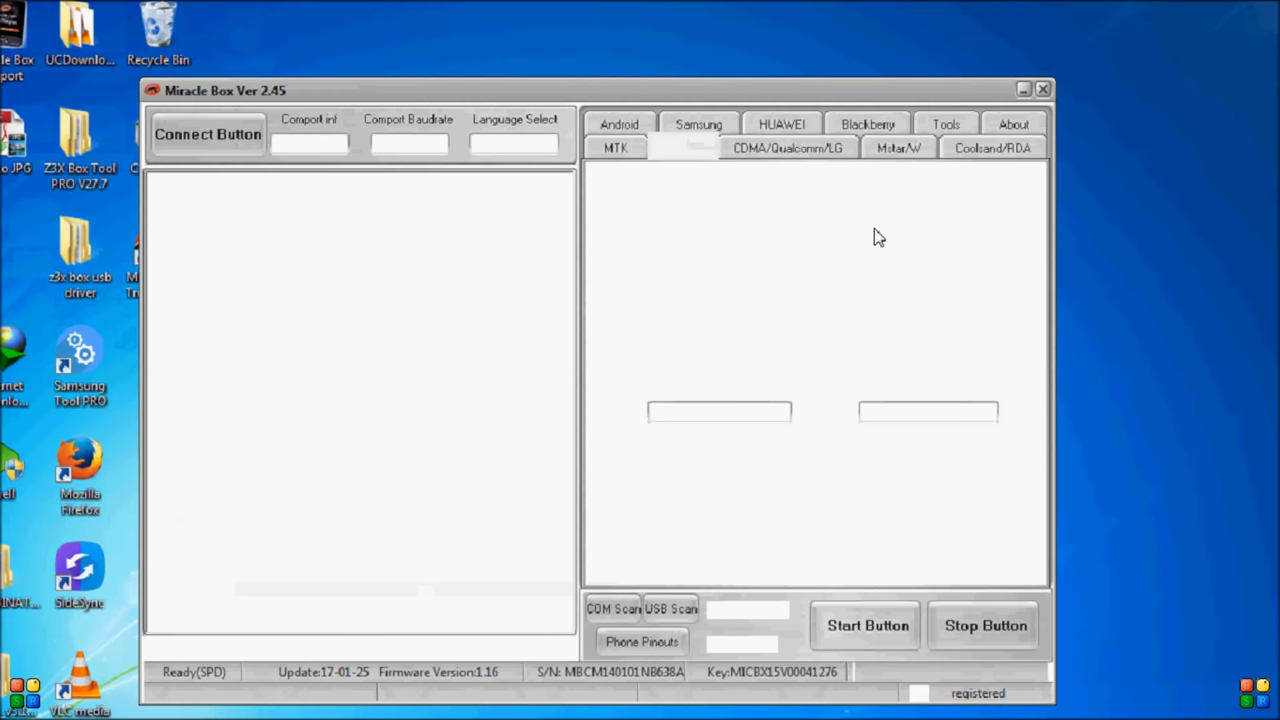 le Box
port
UCDownlo...
Recycle Bin
o JPG
Z3X Box Tool
PRO V27.7
z3x box usb
driver
Samsung
Tool PRO
Mozilla
Firefox
SideSync
VLC media
Miracle Box Ver 2.45
Connect Button
Comport inf
Comport Baudrate
Language Select
Android
Samsung
HUAWEI
Blackberry
Tools
About
MTK
CDMA/Qualcomm/LG
Mstar/W
Coolsand/RDA
COM Scan
USB Scan
Phone Pinouts
Start Button
Stop Button
Ready(SPD)
Update:17-01-25
Firmware Version:1.16
S/N: MBCM140101NB638A
Key:MICBX15V00041276
registered